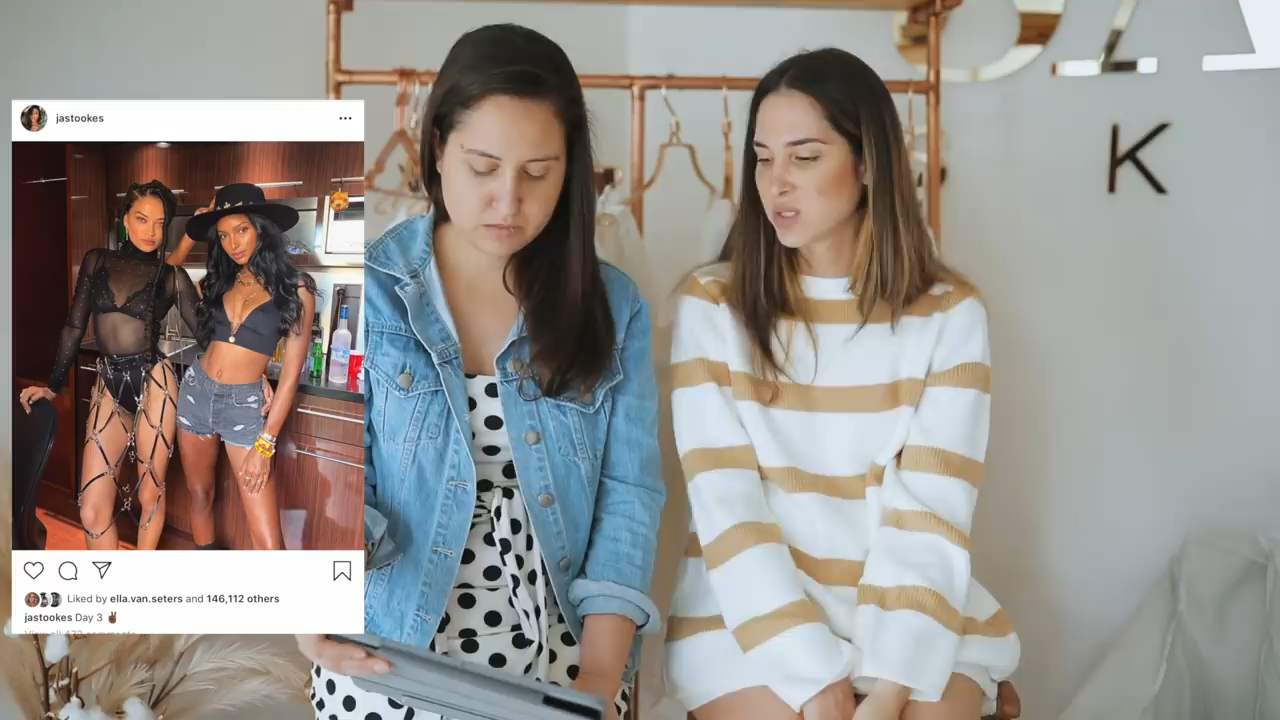 jastookes
K
Liked by ella.van.seters and 146,112 others
jastookes Day 3 ✌🏾